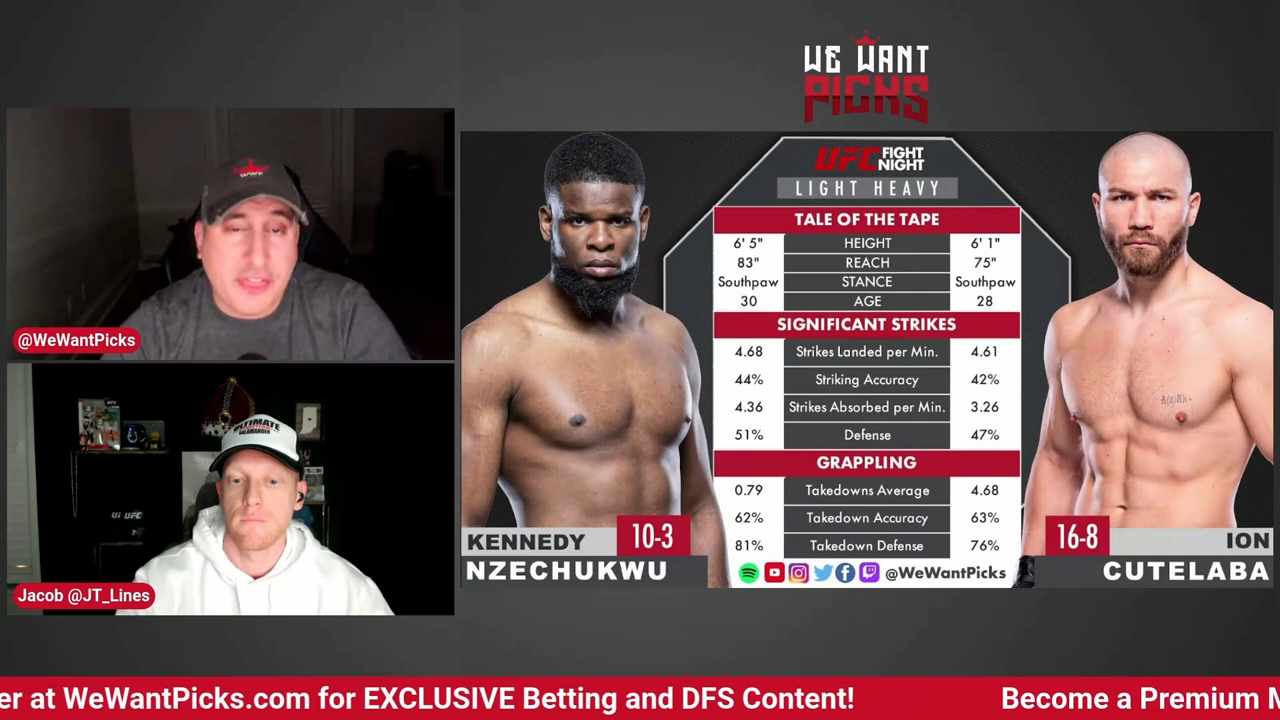 WE WANT
PICKS
@WeWantPicks
UFC
ULTIMATE
Jacob @JT_Lines
UFC FIGHT NIGHT
LIGHT HEAVY
TALE OF THE TAPE
6' 5" HEIGHT 6' 1"
83" REACH 75"
Southpaw STANCE Southpaw
30 AGE 28
SIGNIFICANT STRIKES
4.68 Strikes Landed per Min. 4.61
44% Striking Accuracy 42%
4.36 Strikes Absorbed per Min. 3.26
51% Defense 47%
GRAPPLING
0.79 Takedowns Average 4.68
62% Takedown Accuracy 63%
81% Takedown Defense 76%
KENNEDY 10-3
NZECHUKWU
16-8 ION
CUTELABA
@WeWantPicks
er at WeWantPicks.com for EXCLUSIVE Betting and DFS Content! Become a Premium M